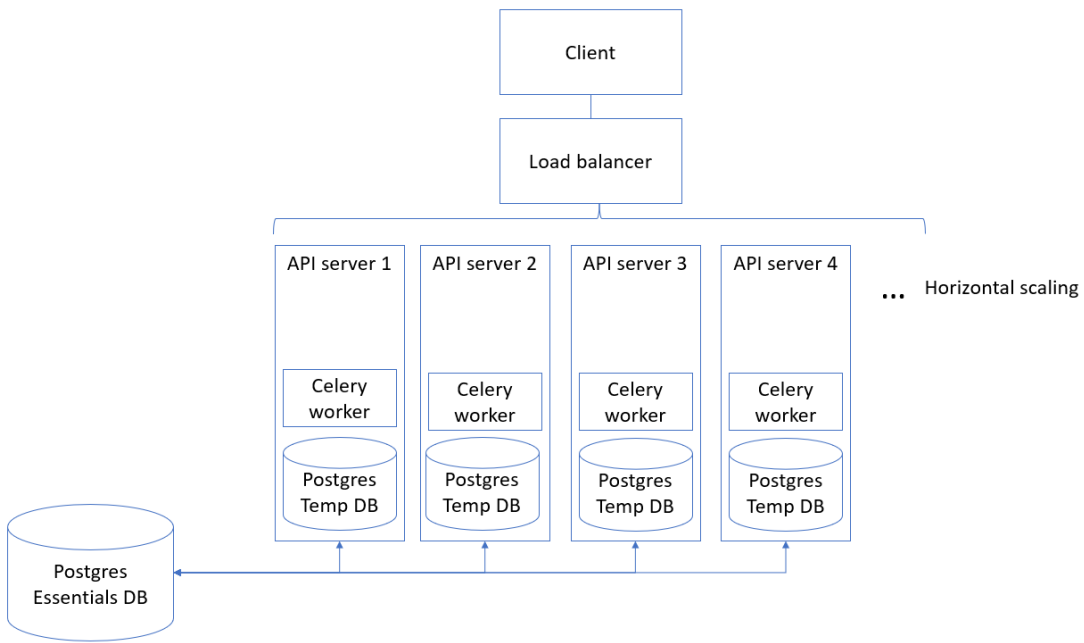 Client
Load balancer
API server 1
API server 2
API server 3
API server 4
... Horizontal scaling
Celery
worker
Celery
worker
Celery
worker
Celery
worker
Postgres
Temp DB
Postgres
Temp DB
Postgres
Temp DB
Postgres
Temp DB
Postgres
Essentials DB